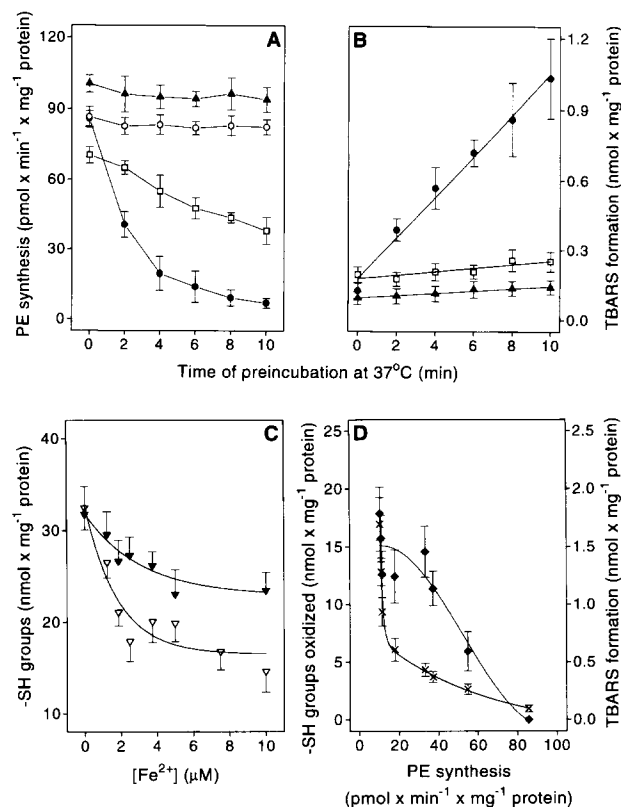 A
PE synthesis (pmol x min⁻¹ x mg⁻¹ protein)
120
90
60
30
0
0 2 4 6 8 10
B
TBARS formation (nmol x mg⁻¹ protein)
1.2
0.9
0.6
0.3
0.0
0 2 4 6 8 10
Time of preincubation at 37°C (min)
C
-SH groups (nmol x mg⁻¹ protein)
40
30
20
10
0 2 4 6 8 10
[Fe²⁺] (µM)
D
-SH groups oxidized (nmol x mg⁻¹ protein)
25
20
15
10
5
0
TBARS formation (nmol x mg⁻¹ protein)
2.5
2.0
1.5
1.0
0.5
0.0
0 20 40 60 80 100
PE synthesis
(pmol x min⁻¹ x mg⁻¹ protein)